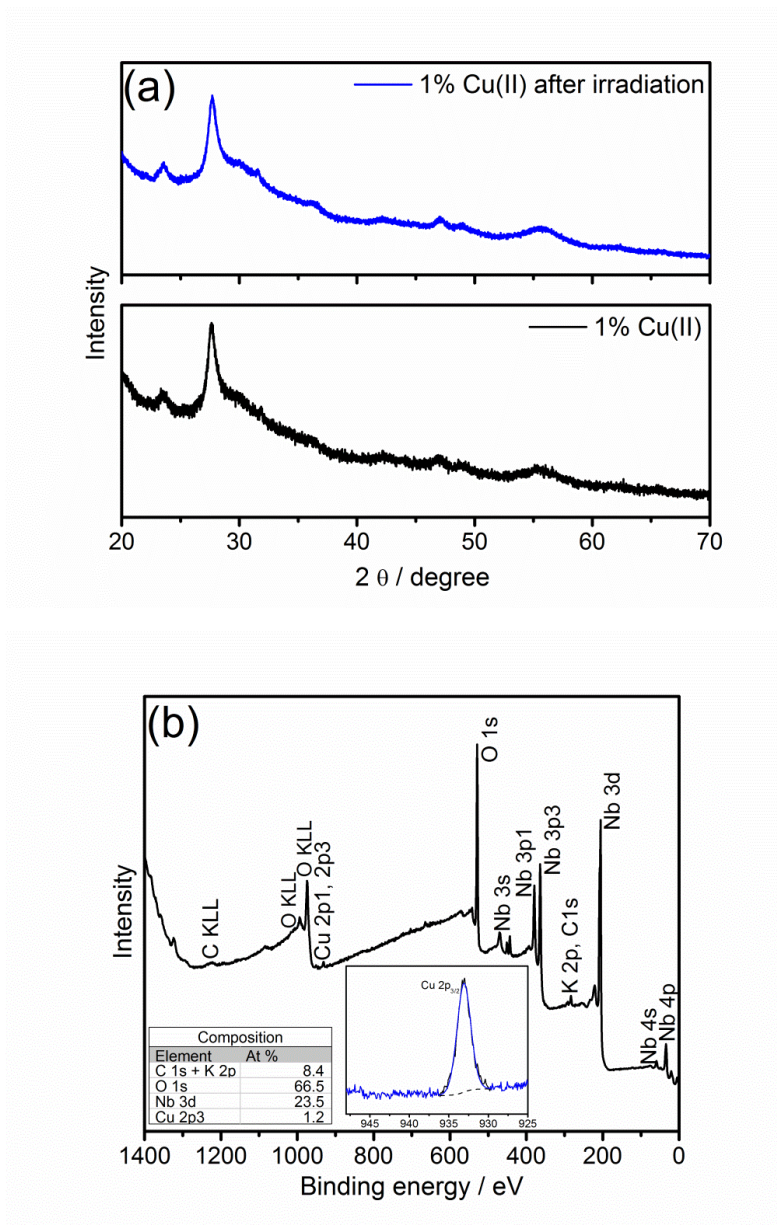 (a)
1% Cu(II) after irradiation
1% Cu(II)
Intensity
20 30 40 50 60 70
2 θ / degree
(b)
O 1s
Nb 3d
Nb 3p1
Nb 3p3
O KLL
O KLL
Cu 2p1, 2p3
Nb 3s
C KLL
K 2p, C1s
Nb 4s
Nb 4p
Intensity
Cu 2p3/2
945 940 935 930 925
Composition
Element At %
C 1s + K 2p 8.4
O 1s 66.5
Nb 3d 23.5
Cu 2p3 1.2
1400 1200 1000 800 600 400 200 0
Binding energy / eV